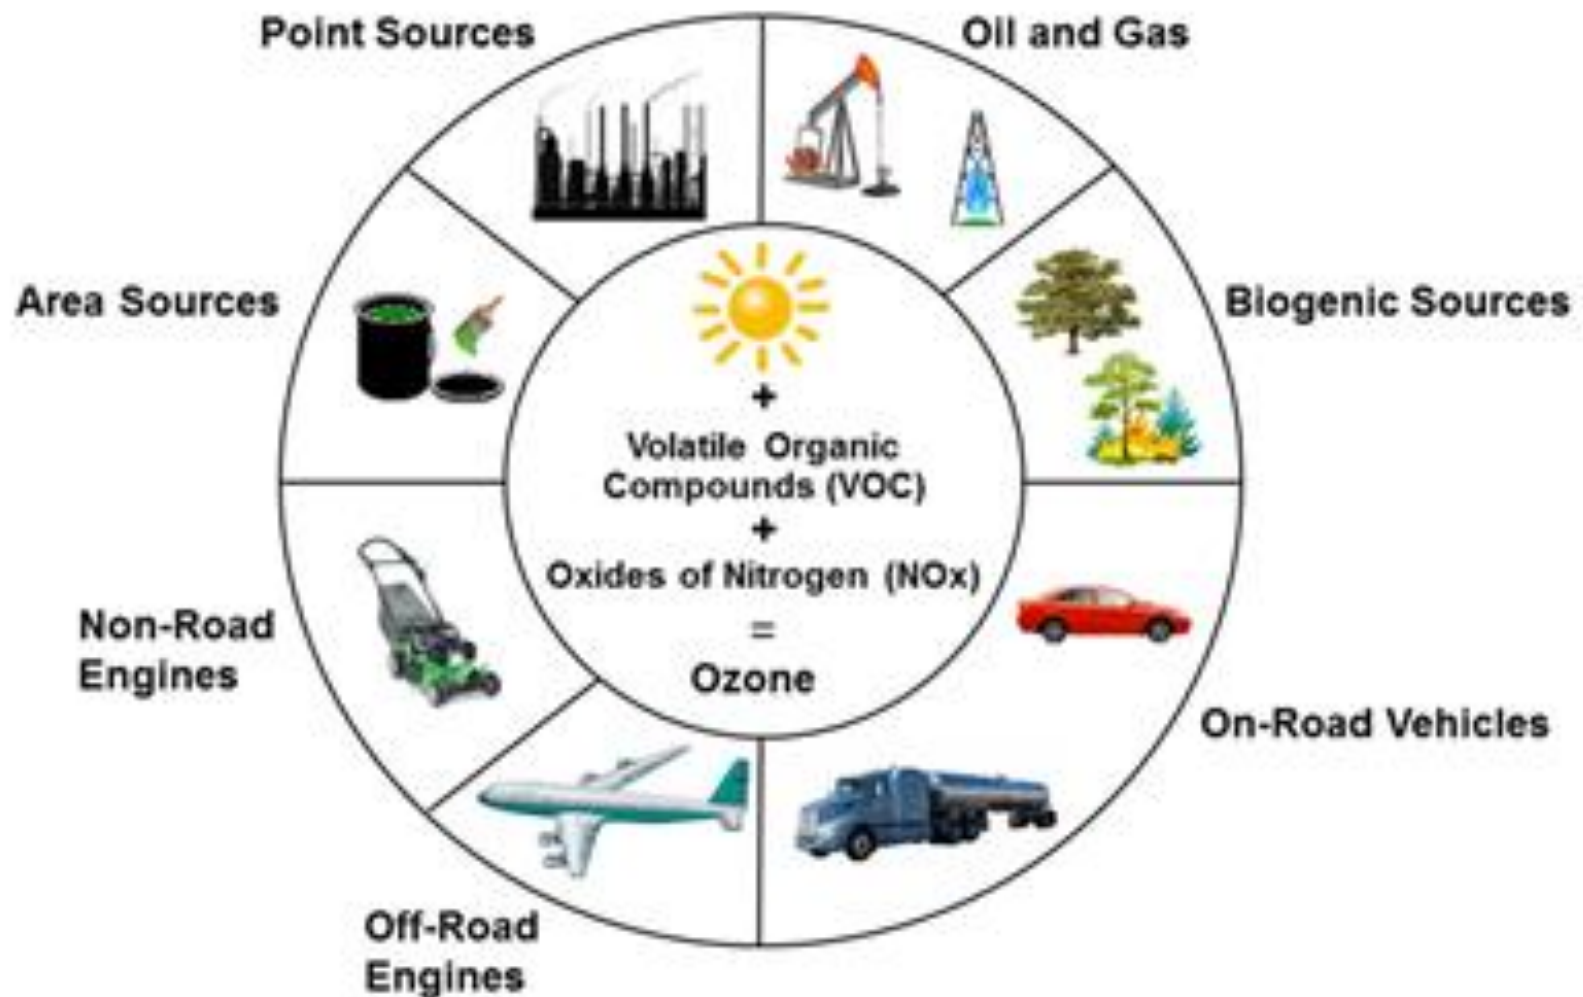 Point Sources
Oil and Gas
Area Sources
Biogenic Sources
+
Volatile Organic
Compounds (VOC)
+
Oxides of Nitrogen (NOx)
=
Ozone
Non-Road
Engines
On-Road Vehicles
Off-Road
Engines